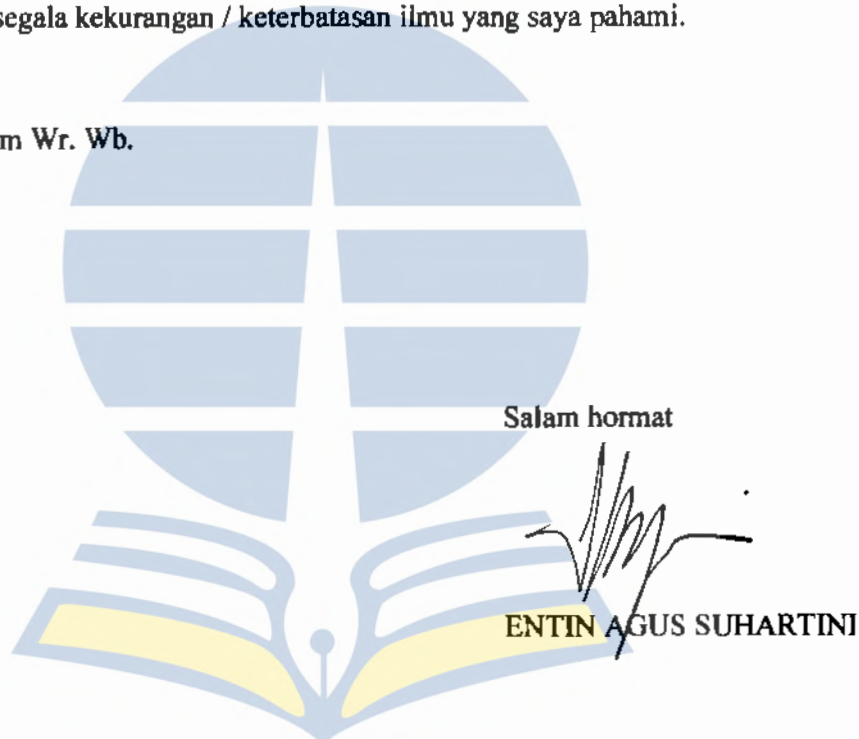 segala kekurangan / keterbatasan ilmu yang saya pahami.
m Wr. Wb.
Salam hormat
ENTIN AGUS SUHARTINI